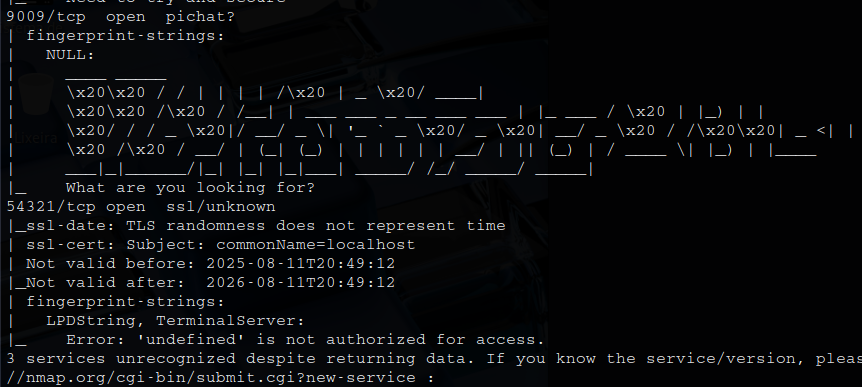 |_    Need to try and secure
9009/tcp  open  pichat?
| fingerprint-strings:
|   NULL:
|     ____ _____
|     \x20\x20 / / | | | | /\x20 | _ \x20/ ____|
|     \x20\x20 /\x20 / /__| | ___ ___ _ __ ___ ___ | |_ ___ / \x20 | |_) | |
|     \x20/ / / _ \x20|/ __/ _ \| '_ ` _ \x20/ _ \x20| __/ _ \x20 / /\x20\x20| _ <| |
|     \x20 /\x20 / __/ | (_| (_) | | | | | | __/ | || (_) | / ____ \| |_) | |____
|     ___|_|______/|_| |_| |_|___| _____/ /_/ _____/ ______|
|_    What are you looking for?
54321/tcp open  ssl/unknown
|_ssl-date: TLS randomness does not represent time
| ssl-cert: Subject: commonName=localhost
| Not valid before: 2025-08-11T20:49:12
|_Not valid after:  2026-08-11T20:49:12
| fingerprint-strings:
|   LPDString, TerminalServer:
|_    Error: 'undefined' is not authorized for access.
3 services unrecognized despite returning data. If you know the service/version, pleas
//nmap.org/cgi-bin/submit.cgi?new-service :